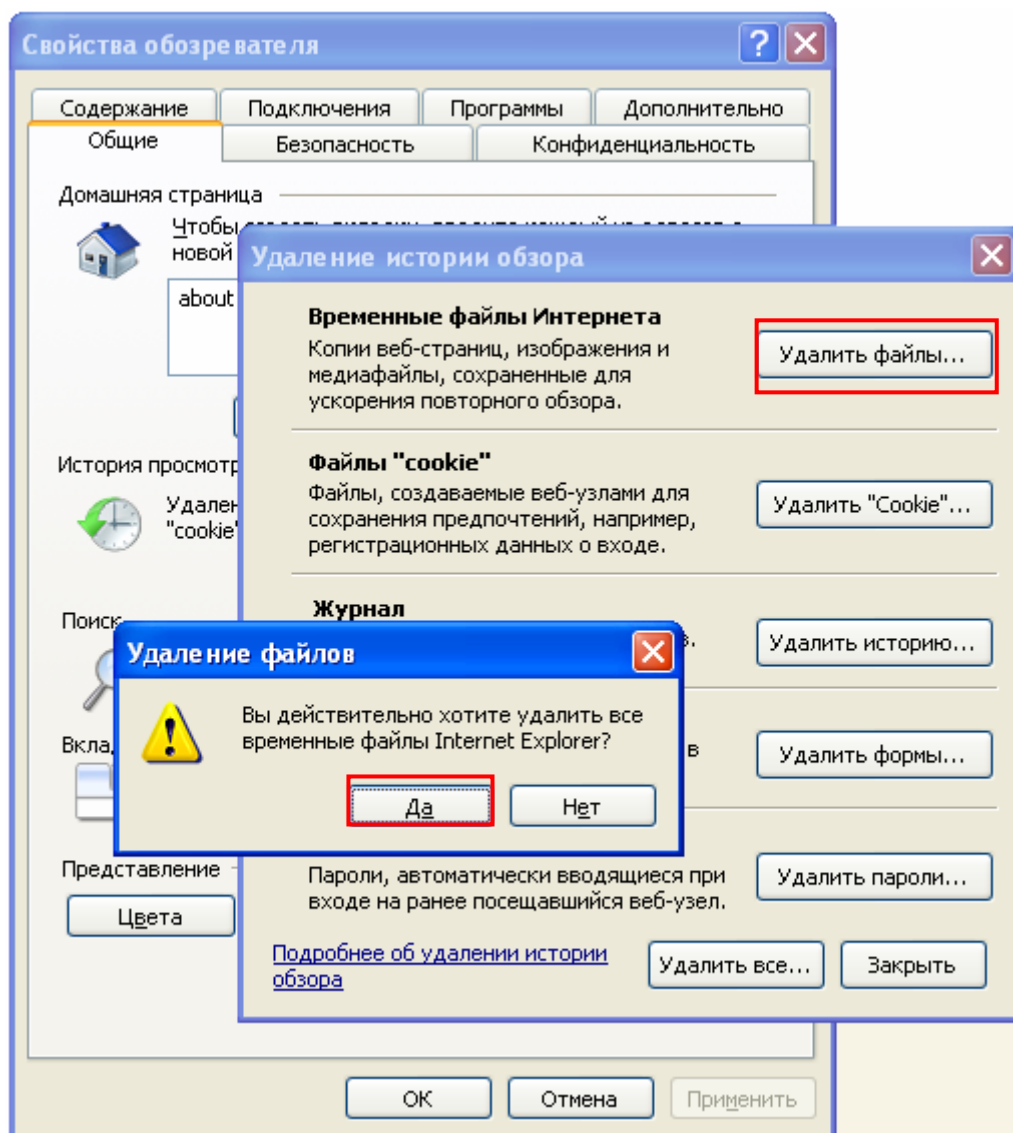 Свойства обозревателя
Содержание
Подключения
Программы
Дополнительно
Общие
Безопасность
Конфиденциальность
Домашняя страница
Чтобы
новой
about
Удаление истории обзора
Временные файлы Интернета
Копии веб-страниц, изображения и
медиафайлы, сохраненные для
ускорения повторного обзора.
Удалить файлы...
История
Файлы "cookie"
Файлы, создаваемые веб-узлами для
сохранения предпочтений, например,
регистрационных данных о входе.
Удалить "Cookie"...
"cookie"
Журнал
Удалить историю...
Поиск
Удаление файлов
Вы действительно хотите удалить все
временные файлы Internet Explorer?
Да
Нет
в
Удалить формы...
Представление
Цвета
Пароли, автоматически вводящиеся при
входе на ранее посещавшийся веб-узел.
Удалить пароли...
Подробнее об удалении истории
обзора
Удалить все...
Закрыть
ОК
Отмена
Применить